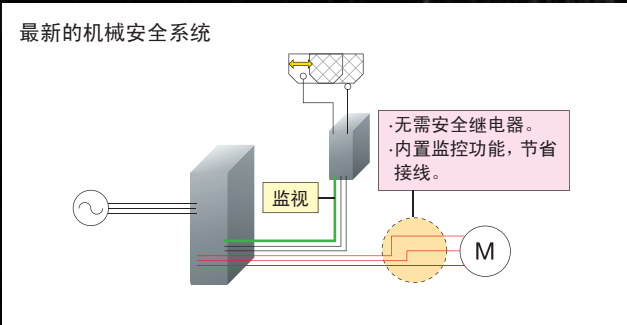 最新的机械安全系统
·无需安全继电器。
·内置监控功能，节省
接线。
监视
M